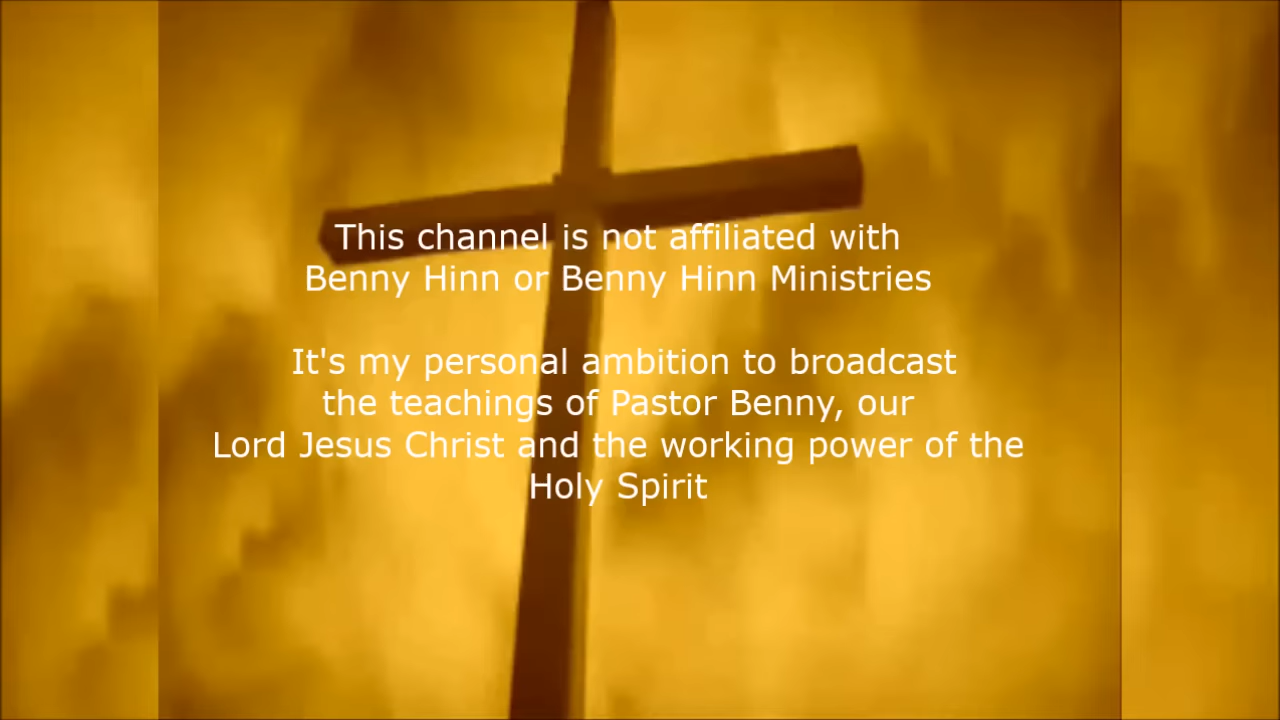 This channel is not affiliated with
Benny Hinn or Benny Hinn Ministries
It's my personal ambition to broadcast
the teachings of Pastor Benny, our
Lord Jesus Christ and the working power of the
Holy Spirit